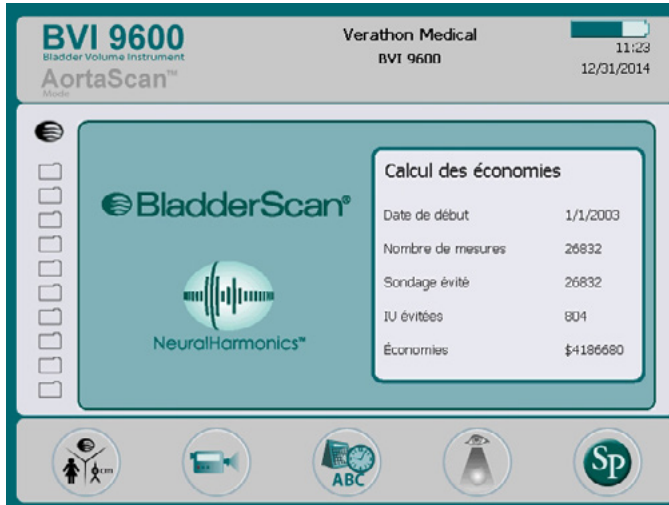 BVI 9600
Bladder Volume Instrument
AortaScan™
Mode
Verathon Medical
BVI 9600
11:23
12/31/2014
BladderScan®
NeuralHarmonics™
Calcul des économies
Date de début 1/1/2003
Nombre de mesures 26832
Sondage évité 26832
IU évitées 804
Économies $4186680
cm
ABC
SP